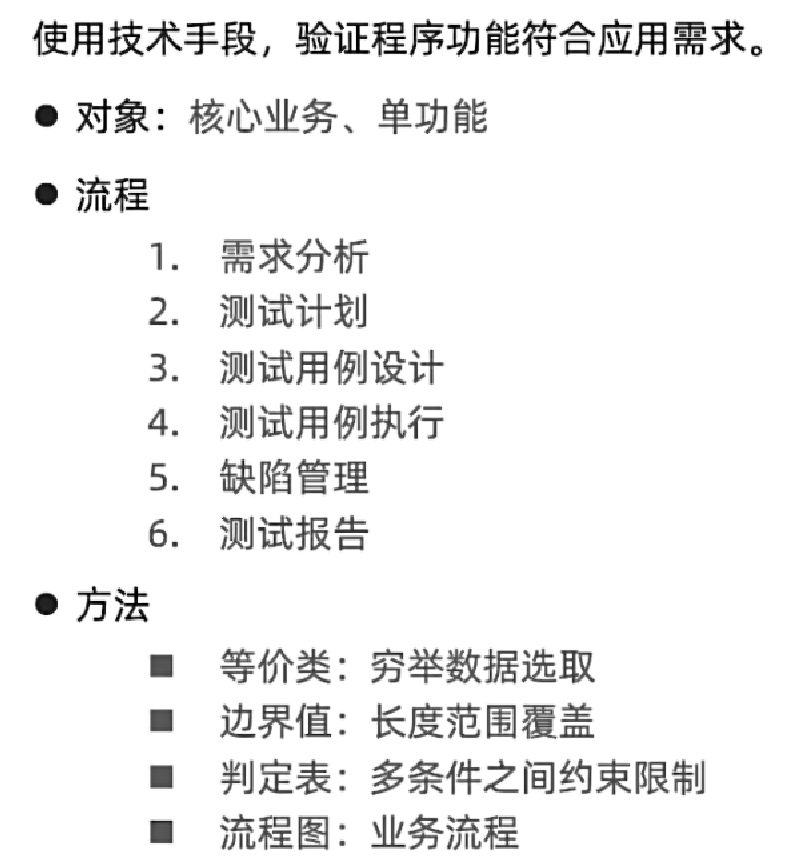 使用技术手段，验证程序功能符合应用需求。
● 对象：核心业务、单功能
● 流程
1. 需求分析
2. 测试计划
3. 测试用例设计
4. 测试用例执行
5. 缺陷管理
6. 测试报告
● 方法
■ 等价类：穷举数据选取
■ 边界值：长度范围覆盖
■ 判定表：多条件之间约束限制
■ 流程图：业务流程